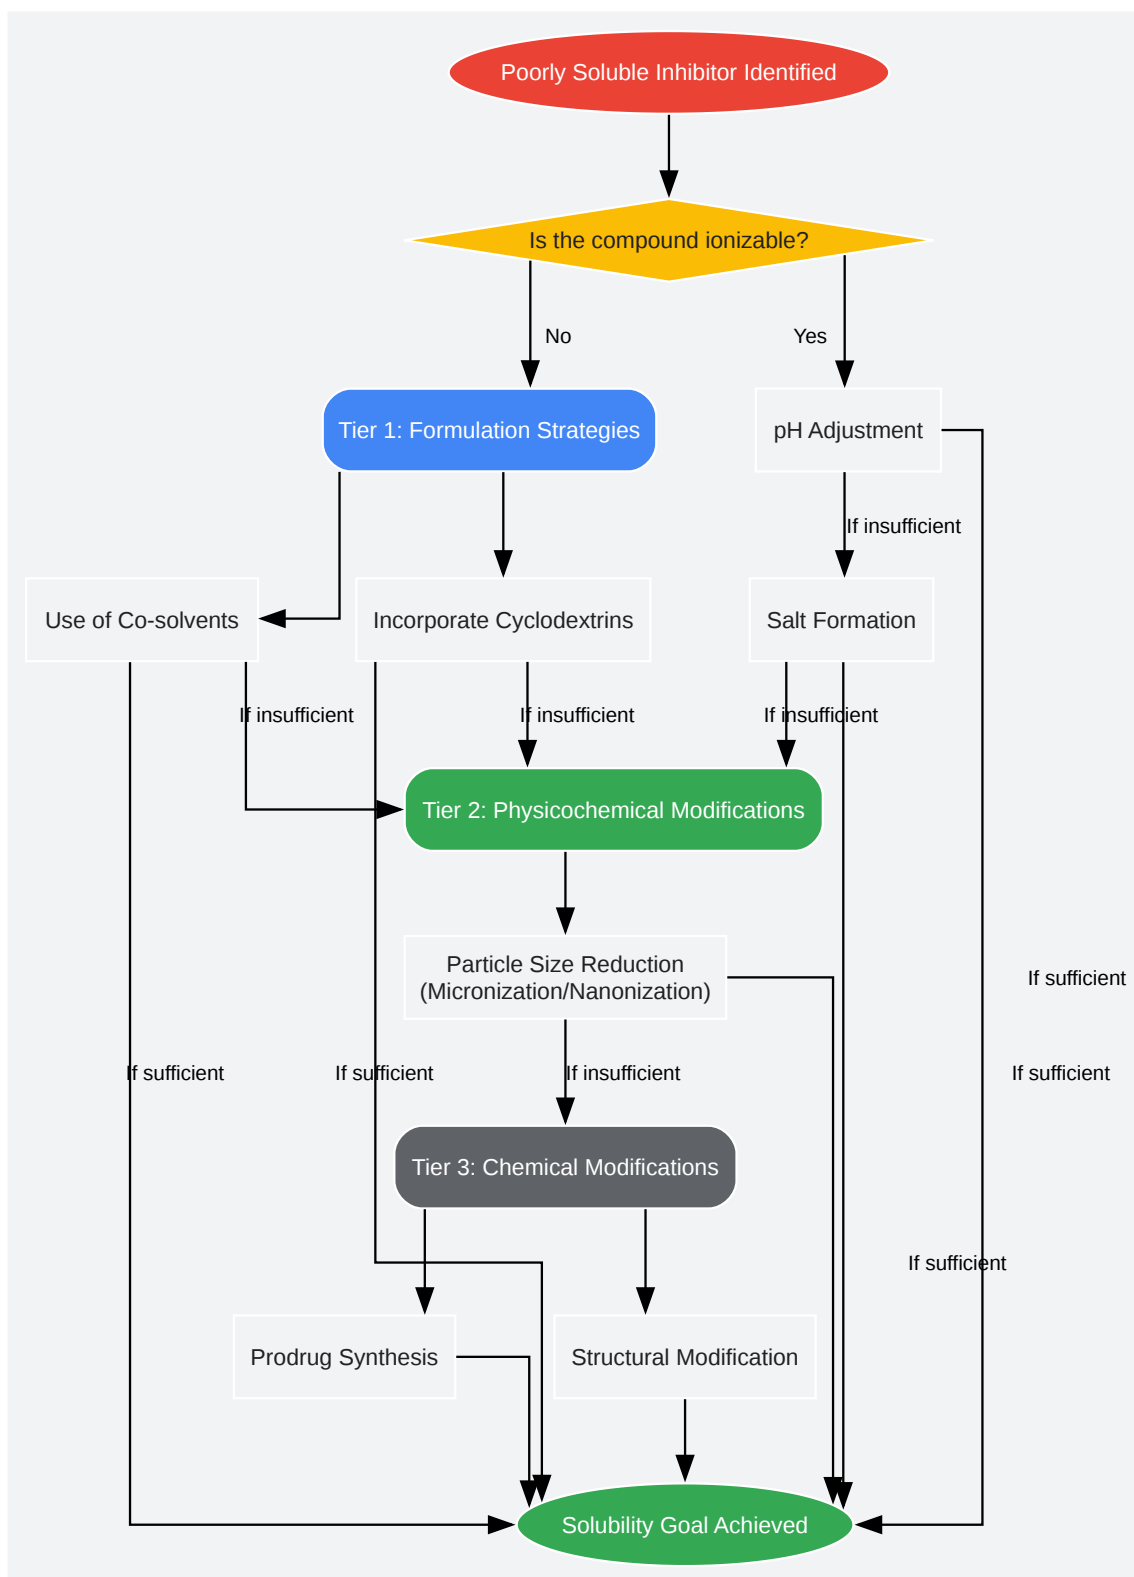 Poorly Soluble Inhibitor Identified
Is the compound ionizable?
No
Yes
Tier 1: Formulation Strategies
pH Adjustment
If insufficient
Use of Co-solvents
Incorporate Cyclodextrins
Salt Formation
If insufficient
If insufficient
If insufficient
Tier 2: Physicochemical Modifications
Particle Size Reduction
(Micronization/Nanonization)
If sufficient
If sufficient
If sufficient
If insufficient
If sufficient
Tier 3: Chemical Modifications
If sufficient
Prodrug Synthesis
Structural Modification
Solubility Goal Achieved